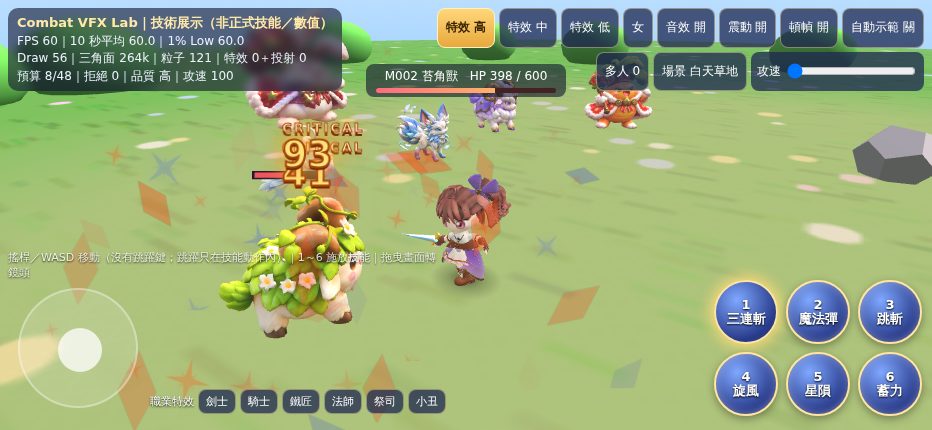 Combat VFX Lab｜技術展示（非正式技能／數值）
FPS 60｜10 秒平均 60.0｜1% Low 60.0
Draw 56｜三角面 264k｜粒子 121｜特效 0＋投射 0
預算 8/48｜拒絕 0｜品質 高｜攻速 100
特效 高
特效 中
特效 低
女
音效 開
震動 開
頓幀 開
自動示範 關
多人 0
場景 白天草地
攻速
M002 苔角獸 HP 398 / 600
CRITICAL
93
CAL
41
搖桿／WASD 移動（沒有跳躍鍵；跳躍只在技能動作內）｜1～6 施放技能｜拖曳畫面轉
鏡頭
1
三連斬
2
魔法彈
3
跳斬
4
旋風
5
星隕
6
蓄力
職業特效
劍士
騎士
鐵匠
法師
祭司
小丑